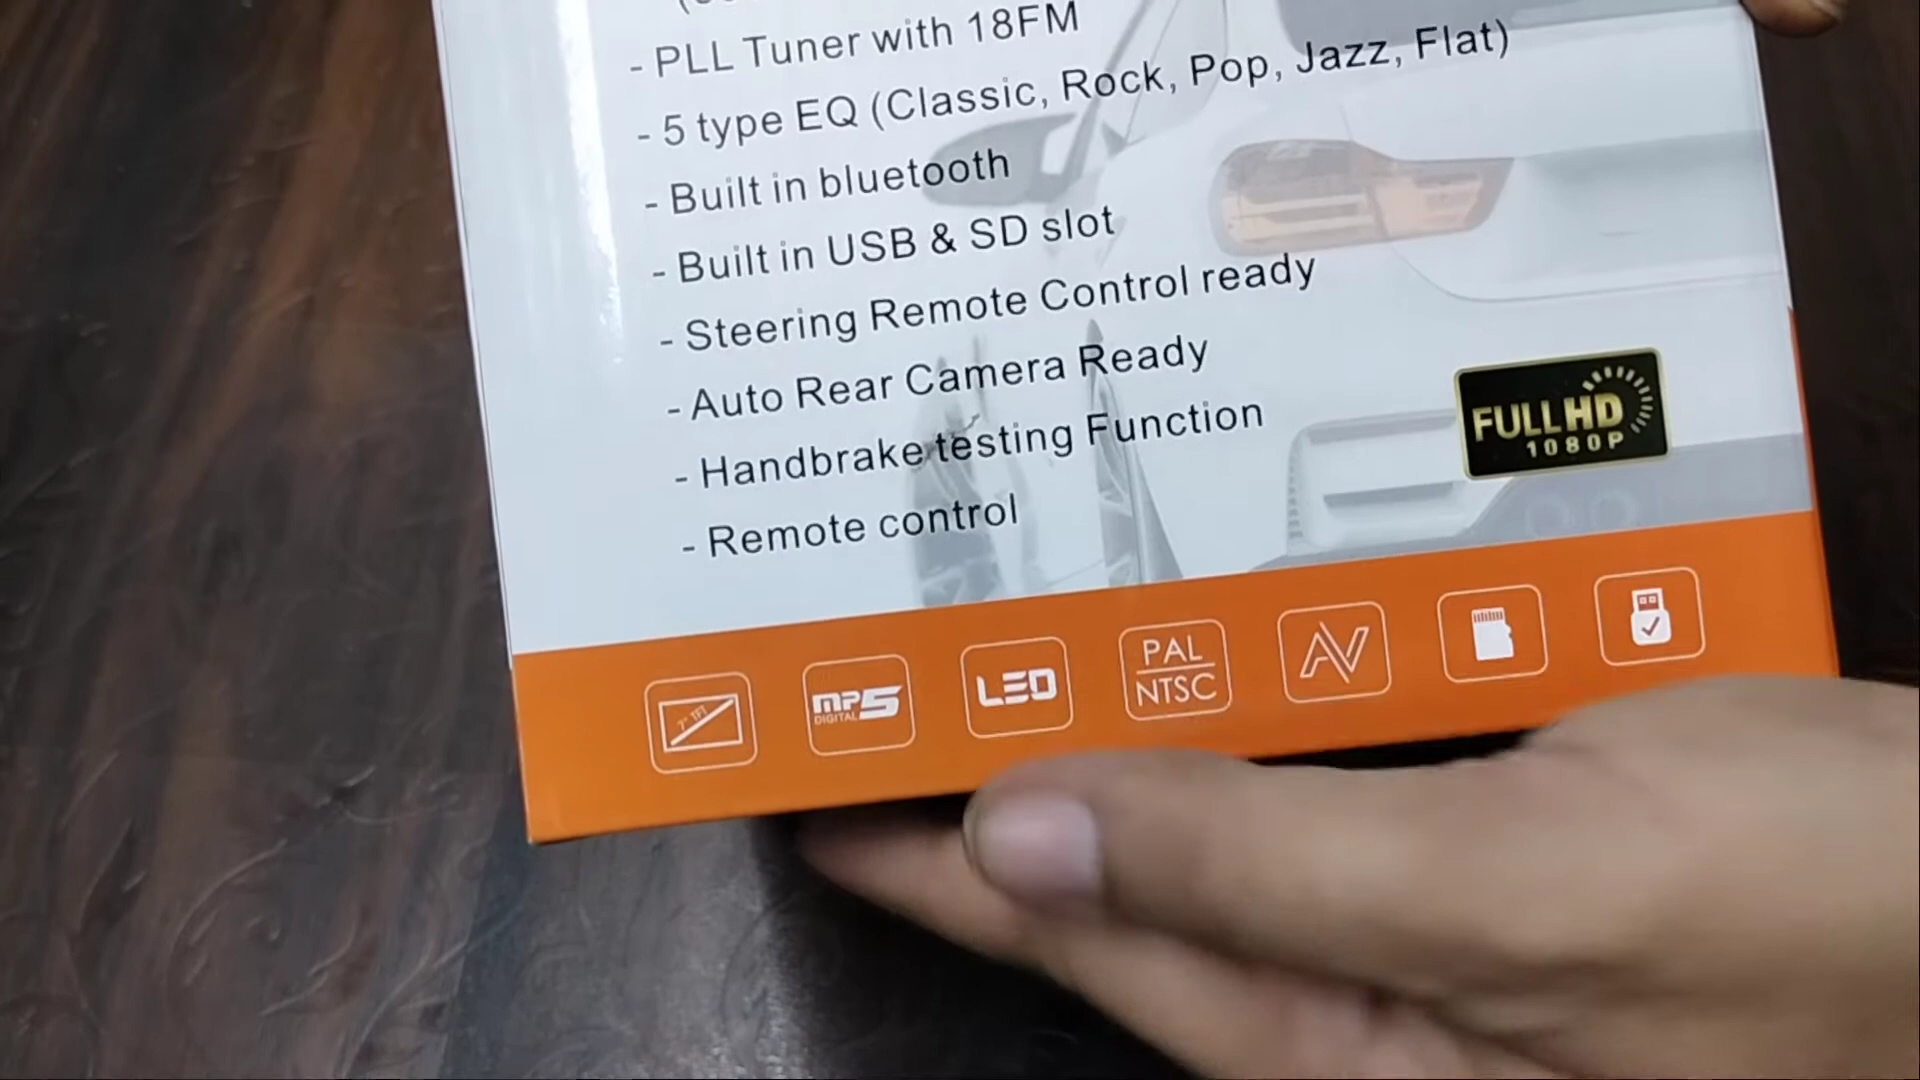 - PLL Tuner with 18FM
- 5 type EQ (Classic, Rock, Pop, Jazz, Flat)
- Built in bluetooth
- Built in USB & SD slot
- Steering Remote Control ready
- Auto Rear Camera Ready
- Handbrake testing Function
- Remote control
FULL HD
1080P
7" TFT
MP5
DIGITAL
LED
PAL
NTSC
AV